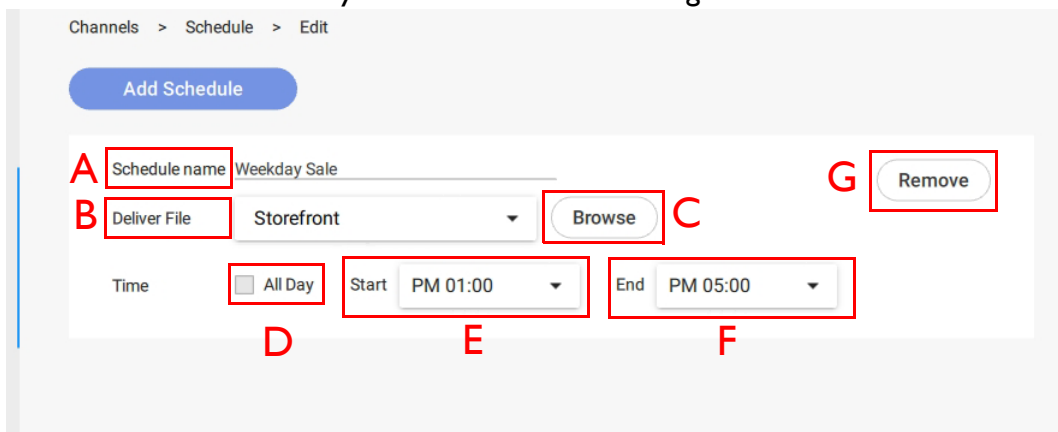 Channels > Schedule > Edit
Add Schedule
A Schedule name Weekday Sale
G Remove
B Deliver File Storefront Browse C
Time All Day Start PM 01:00 End PM 05:00
D E F